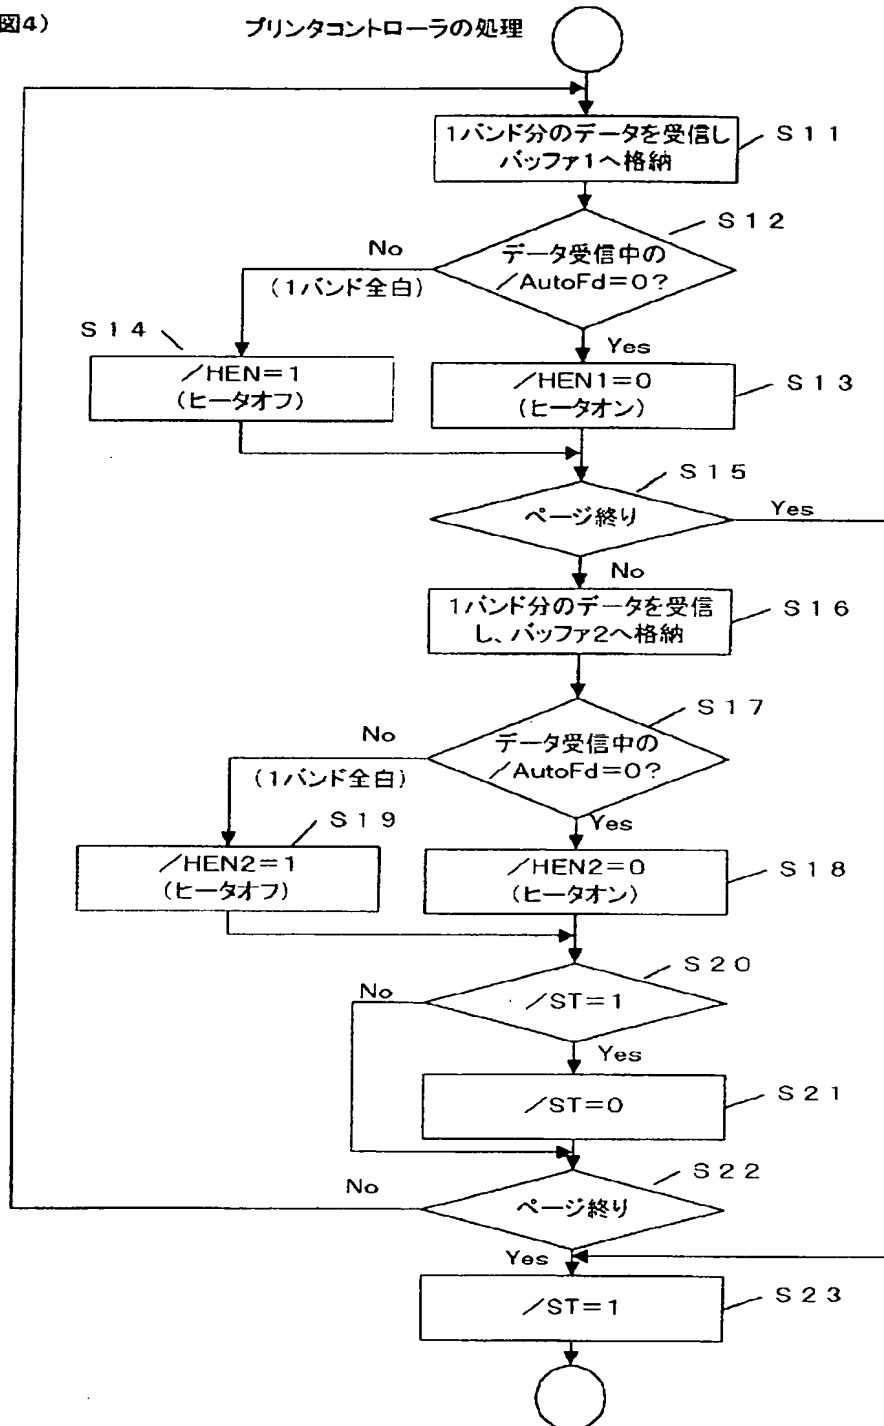 図4)
プリンタコントローラの処理
1バンド分のデータを受信し
バッファ1へ格納
S11
S12
データ受信中の
/AutoFd=0?
No
(1バンド全白)
Yes
S14
/HEN=1
(ヒータオフ)
/HEN1=0
(ヒータオン)
S13
S15
ページ終り
Yes
No
1バンド分のデータを受信
し、バッファ2へ格納
S16
S17
データ受信中の
/AutoFd=0?
No
(1バンド全白)
Yes
S19
/HEN2=1
(ヒータオフ)
/HEN2=0
(ヒータオン)
S18
S20
No
/ST=1
Yes
/ST=0
S21
S22
No
ページ終り
Yes
/ST=1
S23